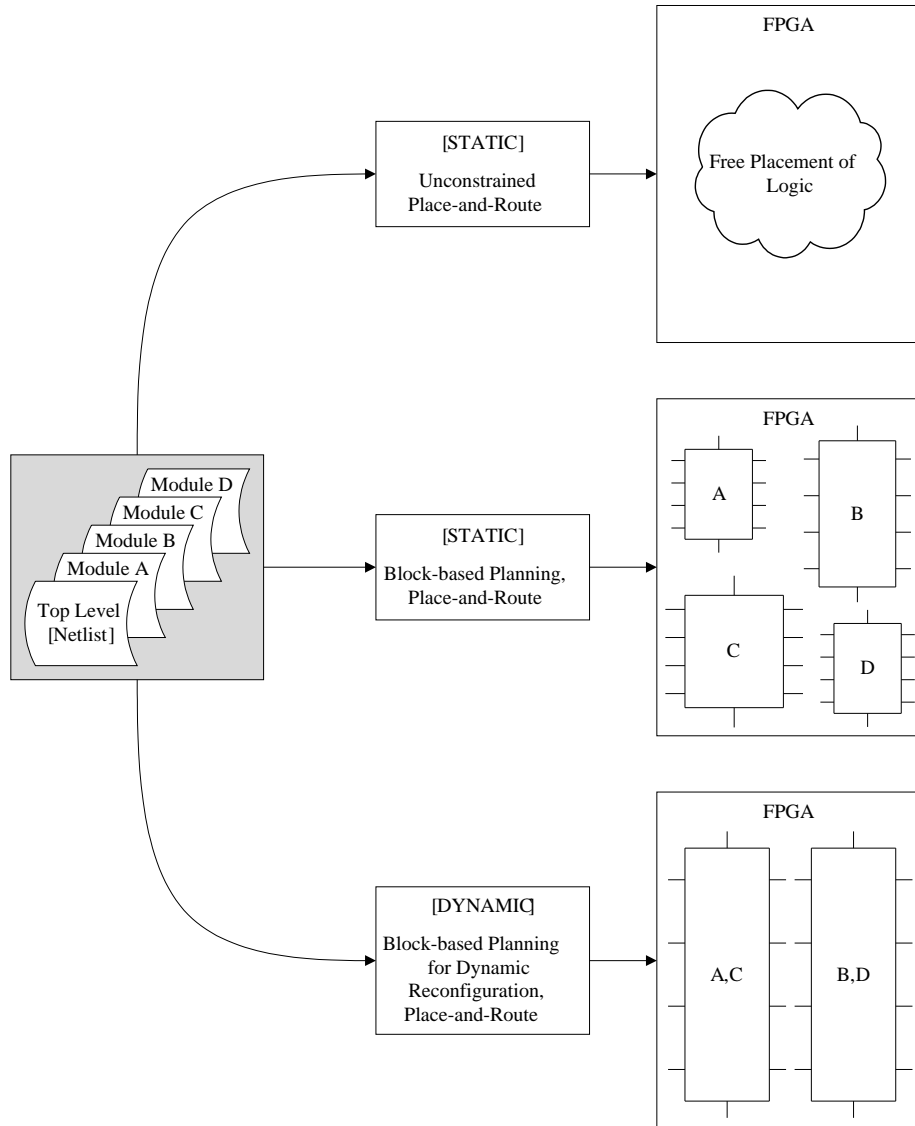 FPGA
[STATIC]
Unconstrained
Place-and-Route
Free Placement of
Logic
FPGA
Module D
Module C
Module B
Module A
Top Level
[Netlist]
[STATIC]
Block-based Planning,
Place-and-Route
A
B
C
D
FPGA
[DYNAMIC]
Block-based Planning
for Dynamic
Reconfiguration,
Place-and-Route
A,C
B,D